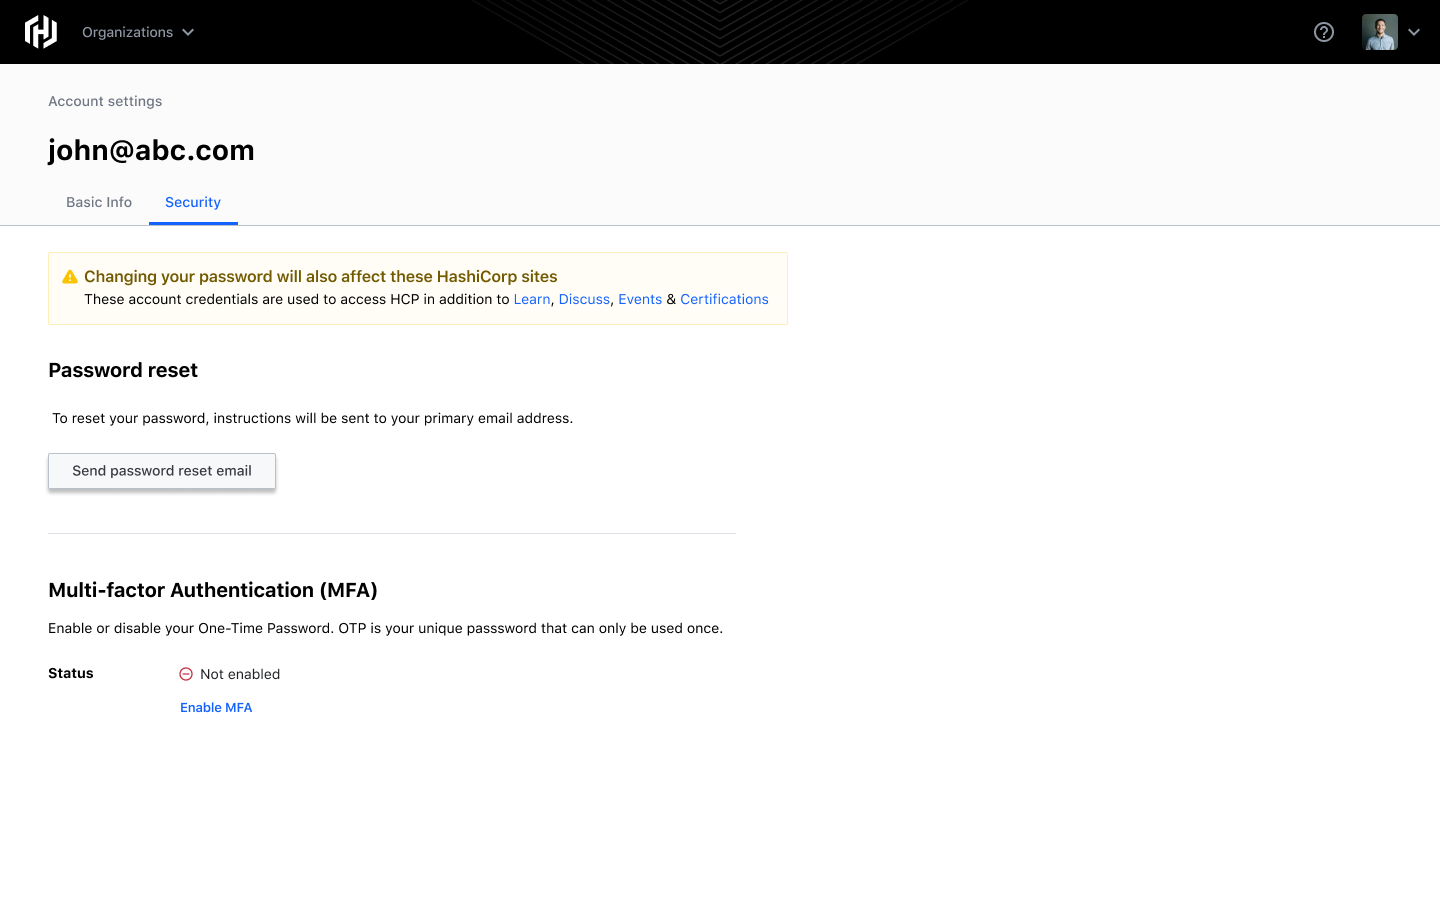 Organizations
Account settings
john@abc.com
Basic Info
Security
Changing your password will also affect these HashiCorp sites
These account credentials are used to access HCP in addition to Learn, Discuss, Events & Certifications
Password reset
To reset your password, instructions will be sent to your primary email address.
Send password reset email
Multi-factor Authentication (MFA)
Enable or disable your One-Time Password. OTP is your unique passsword that can only be used once.
Status
Not enabled
Enable MFA